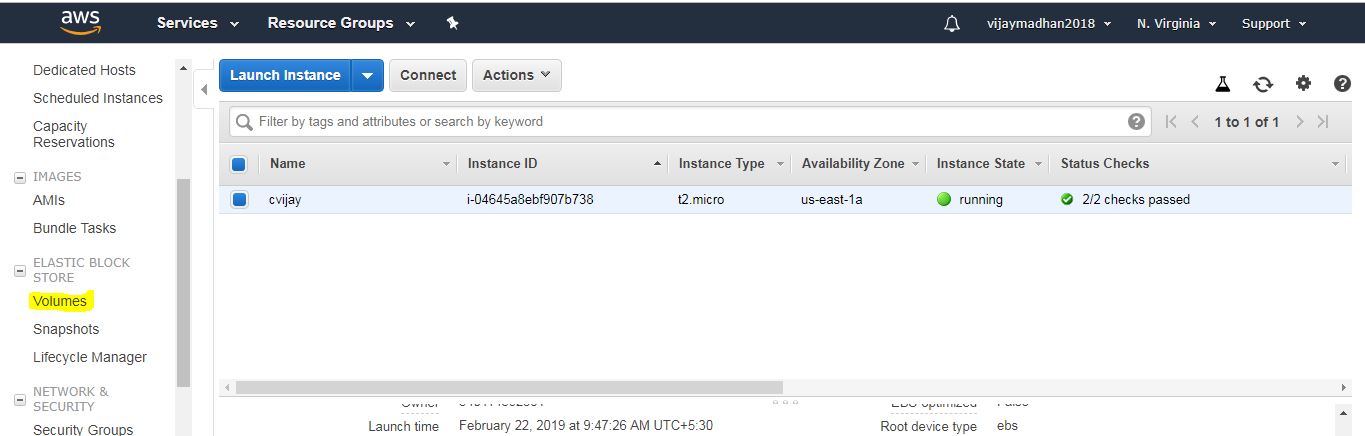 aws Services Resource Groups vijaymadhan2018 N. Virginia Support
Dedicated Hosts
Scheduled Instances
Capacity
Reservations
IMAGES
AMIs
Bundle Tasks
ELASTIC BLOCK
STORE
Volumes
Snapshots
Lifecycle Manager
NETWORK &
SECURITY
Security Groups
Launch Instance Connect Actions
Filter by tags and attributes or search by keyword 1 to 1 of 1
Name Instance ID Instance Type Availability Zone Instance State Status Checks
cvijay i-04645a8ebf907b738 t2.micro us-east-1a running 2/2 checks passed
Owner EBS optimized False
Launch time February 22, 2019 at 9:47:26 AM UTC+5:30 Root device type ebs